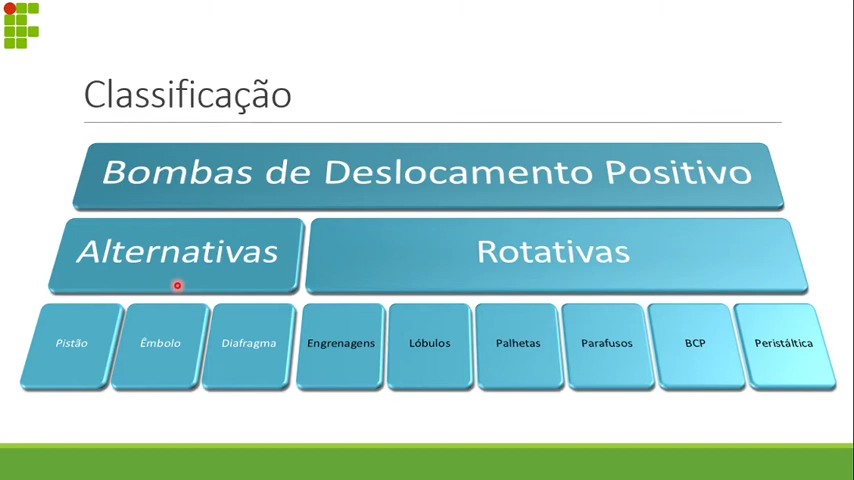 Classificação
Bombas de Deslocamento Positivo
Alternativas
Rotativas
Pistão
Êmbolo
Diafragma
Engrenagens
Lóbulos
Palhetas
Parafusos
BCP
Peristáltica